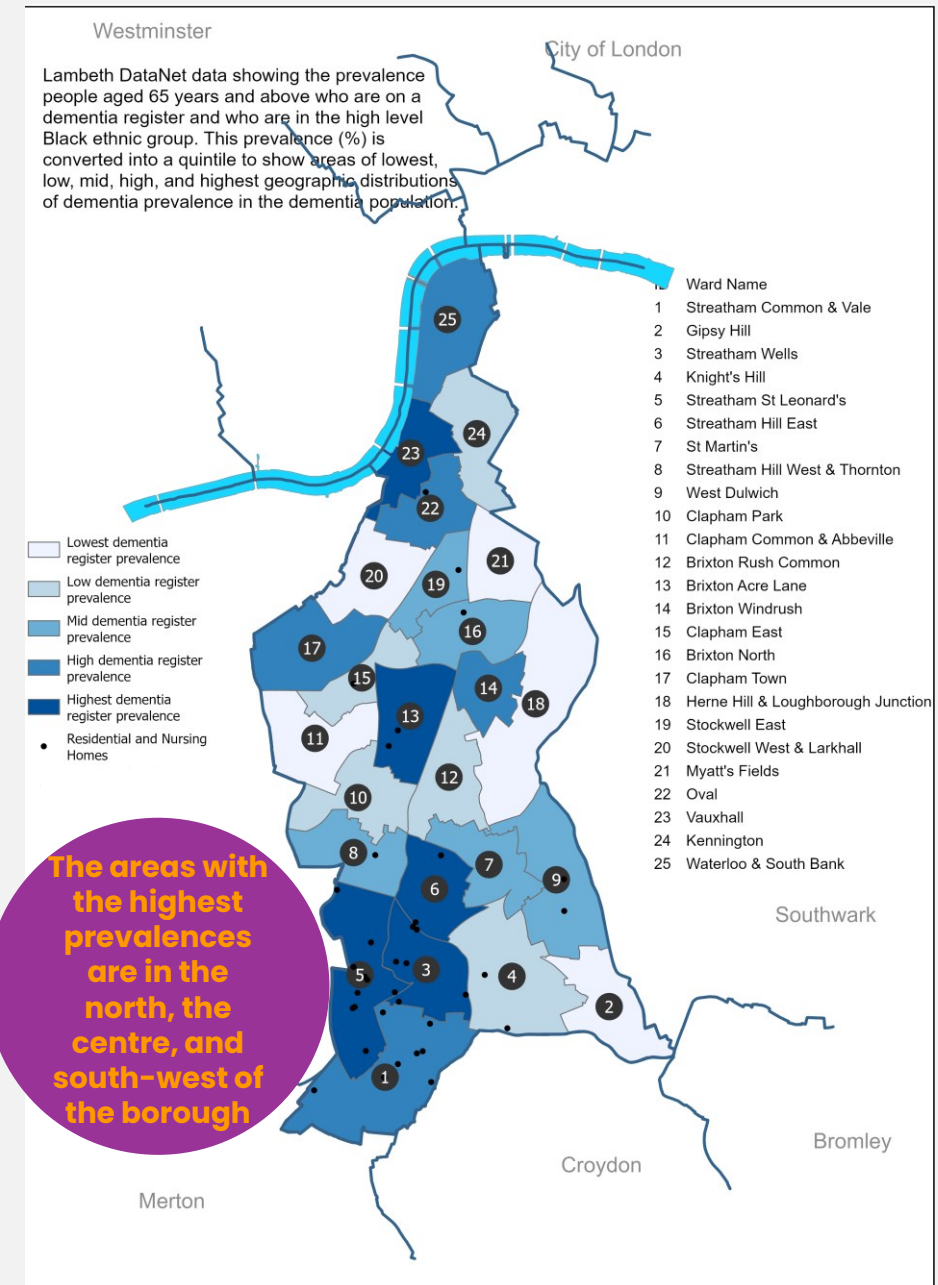 Westminster
City of London
Lambeth DataNet data showing the prevalence
people aged 65 years and above who are on a
dementia register and who are in the high level
Black ethnic group. This prevalence (%) is
converted into a quintile to show areas of lowest,
low, mid, high, and highest geographic distributions
of dementia prevalence in the dementia population.
Ward Name
1 Streatham Common & Vale
2 Gipsy Hill
3 Streatham Wells
4 Knight's Hill
5 Streatham St Leonard's
6 Streatham Hill East
7 St Martin's
8 Streatham Hill West & Thornton
9 West Dulwich
10 Clapham Park
11 Clapham Common & Abbeville
12 Brixton Rush Common
13 Brixton Acre Lane
14 Brixton Windrush
15 Clapham East
16 Brixton North
17 Clapham Town
18 Herne Hill & Loughborough Junction
19 Stockwell East
20 Stockwell West & Larkhall
21 Myatt's Fields
22 Oval
23 Vauxhall
24 Kennington
25 Waterloo & South Bank
25
24
23
22
21
20
19
16
17
15
14
18
13
11
12
10
8
7
9
6
3
5
4
2
1
Lowest dementia
register prevalence
Low dementia register
prevalence
Mid dementia register
prevalence
High dementia register
prevalence
Highest dementia
register prevalence
Residential and Nursing
Homes
The areas with
the highest
prevalences
are in the
north, the
centre, and
south-west of
the borough
Southwark
Bromley
Croydon
Merton